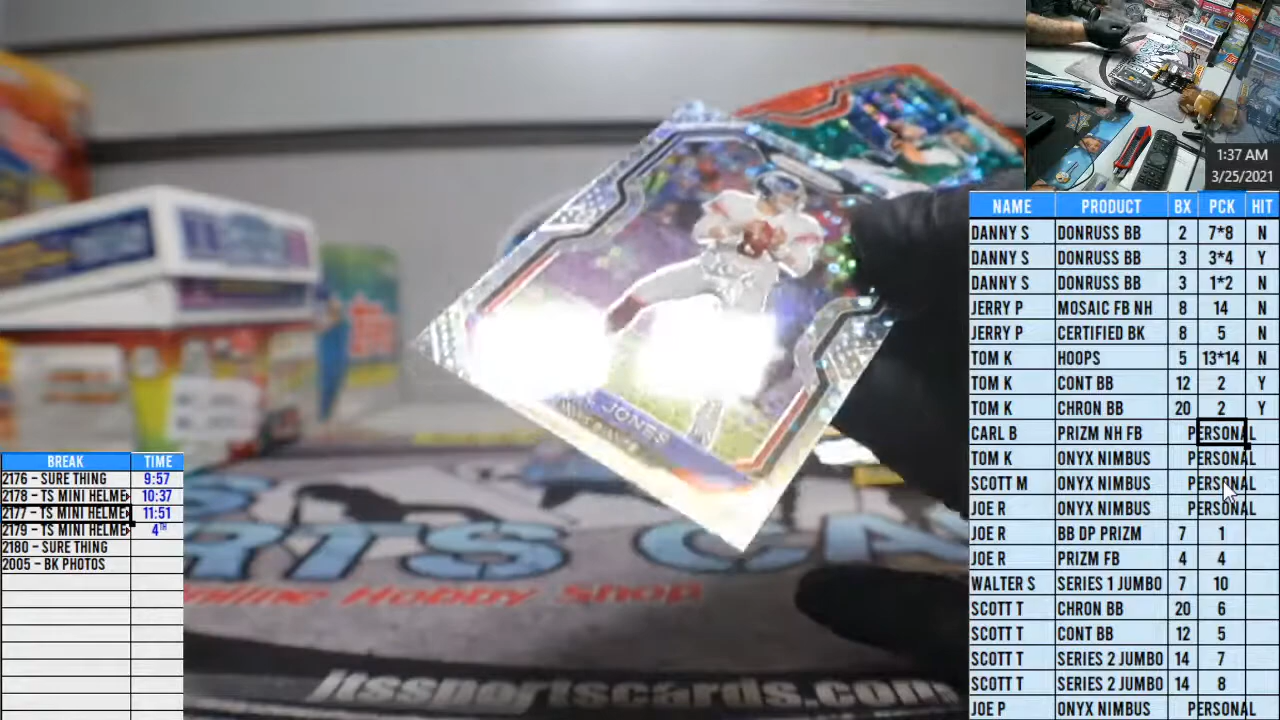 1:37 AM
3/25/2021
NAME PRODUCT BX PCK HIT
DANNY S DONRUSS BB 2 7*8 N
DANNY S DONRUSS BB 3 3*4 Y
DANNY S DONRUSS BB 3 1*2 N
JERRY P MOSAIC FB NH 8 14 N
JERRY P CERTIFIED BK 8 5 N
TOM K HOOPS 5 13*14 N
TOM K CONT BB 12 2 Y
TOM K CHRON BB 20 2 Y
CARL B PRIZM NH FB PERSONAL
TOM K ONYX NIMBUS PERSONAL
SCOTT M ONYX NIMBUS PERSONAL
JOE R ONYX NIMBUS PERSONAL
JOE R BB DP PRIZM 7 1
JOE R PRIZM FB 4 4
WALTER S SERIES 1 JUMBO 7 10
SCOTT T CHRON BB 20 6
SCOTT T CONT BB 12 5
SCOTT T SERIES 2 JUMBO 14 7
SCOTT T SERIES 2 JUMBO 14 8
JOE P ONYX NIMBUS PERSONAL
BREAK TIME
2176 - SURE THING 9:57
2178 - TS MINI HELME 10:37
2177 - TS MINI HELME 11:51
2179 - TS MINI HELME 4TH
2180 - SURE THING
2005 - BK PHOTOS
JONES
Hobby Shop
jtssportscards.com